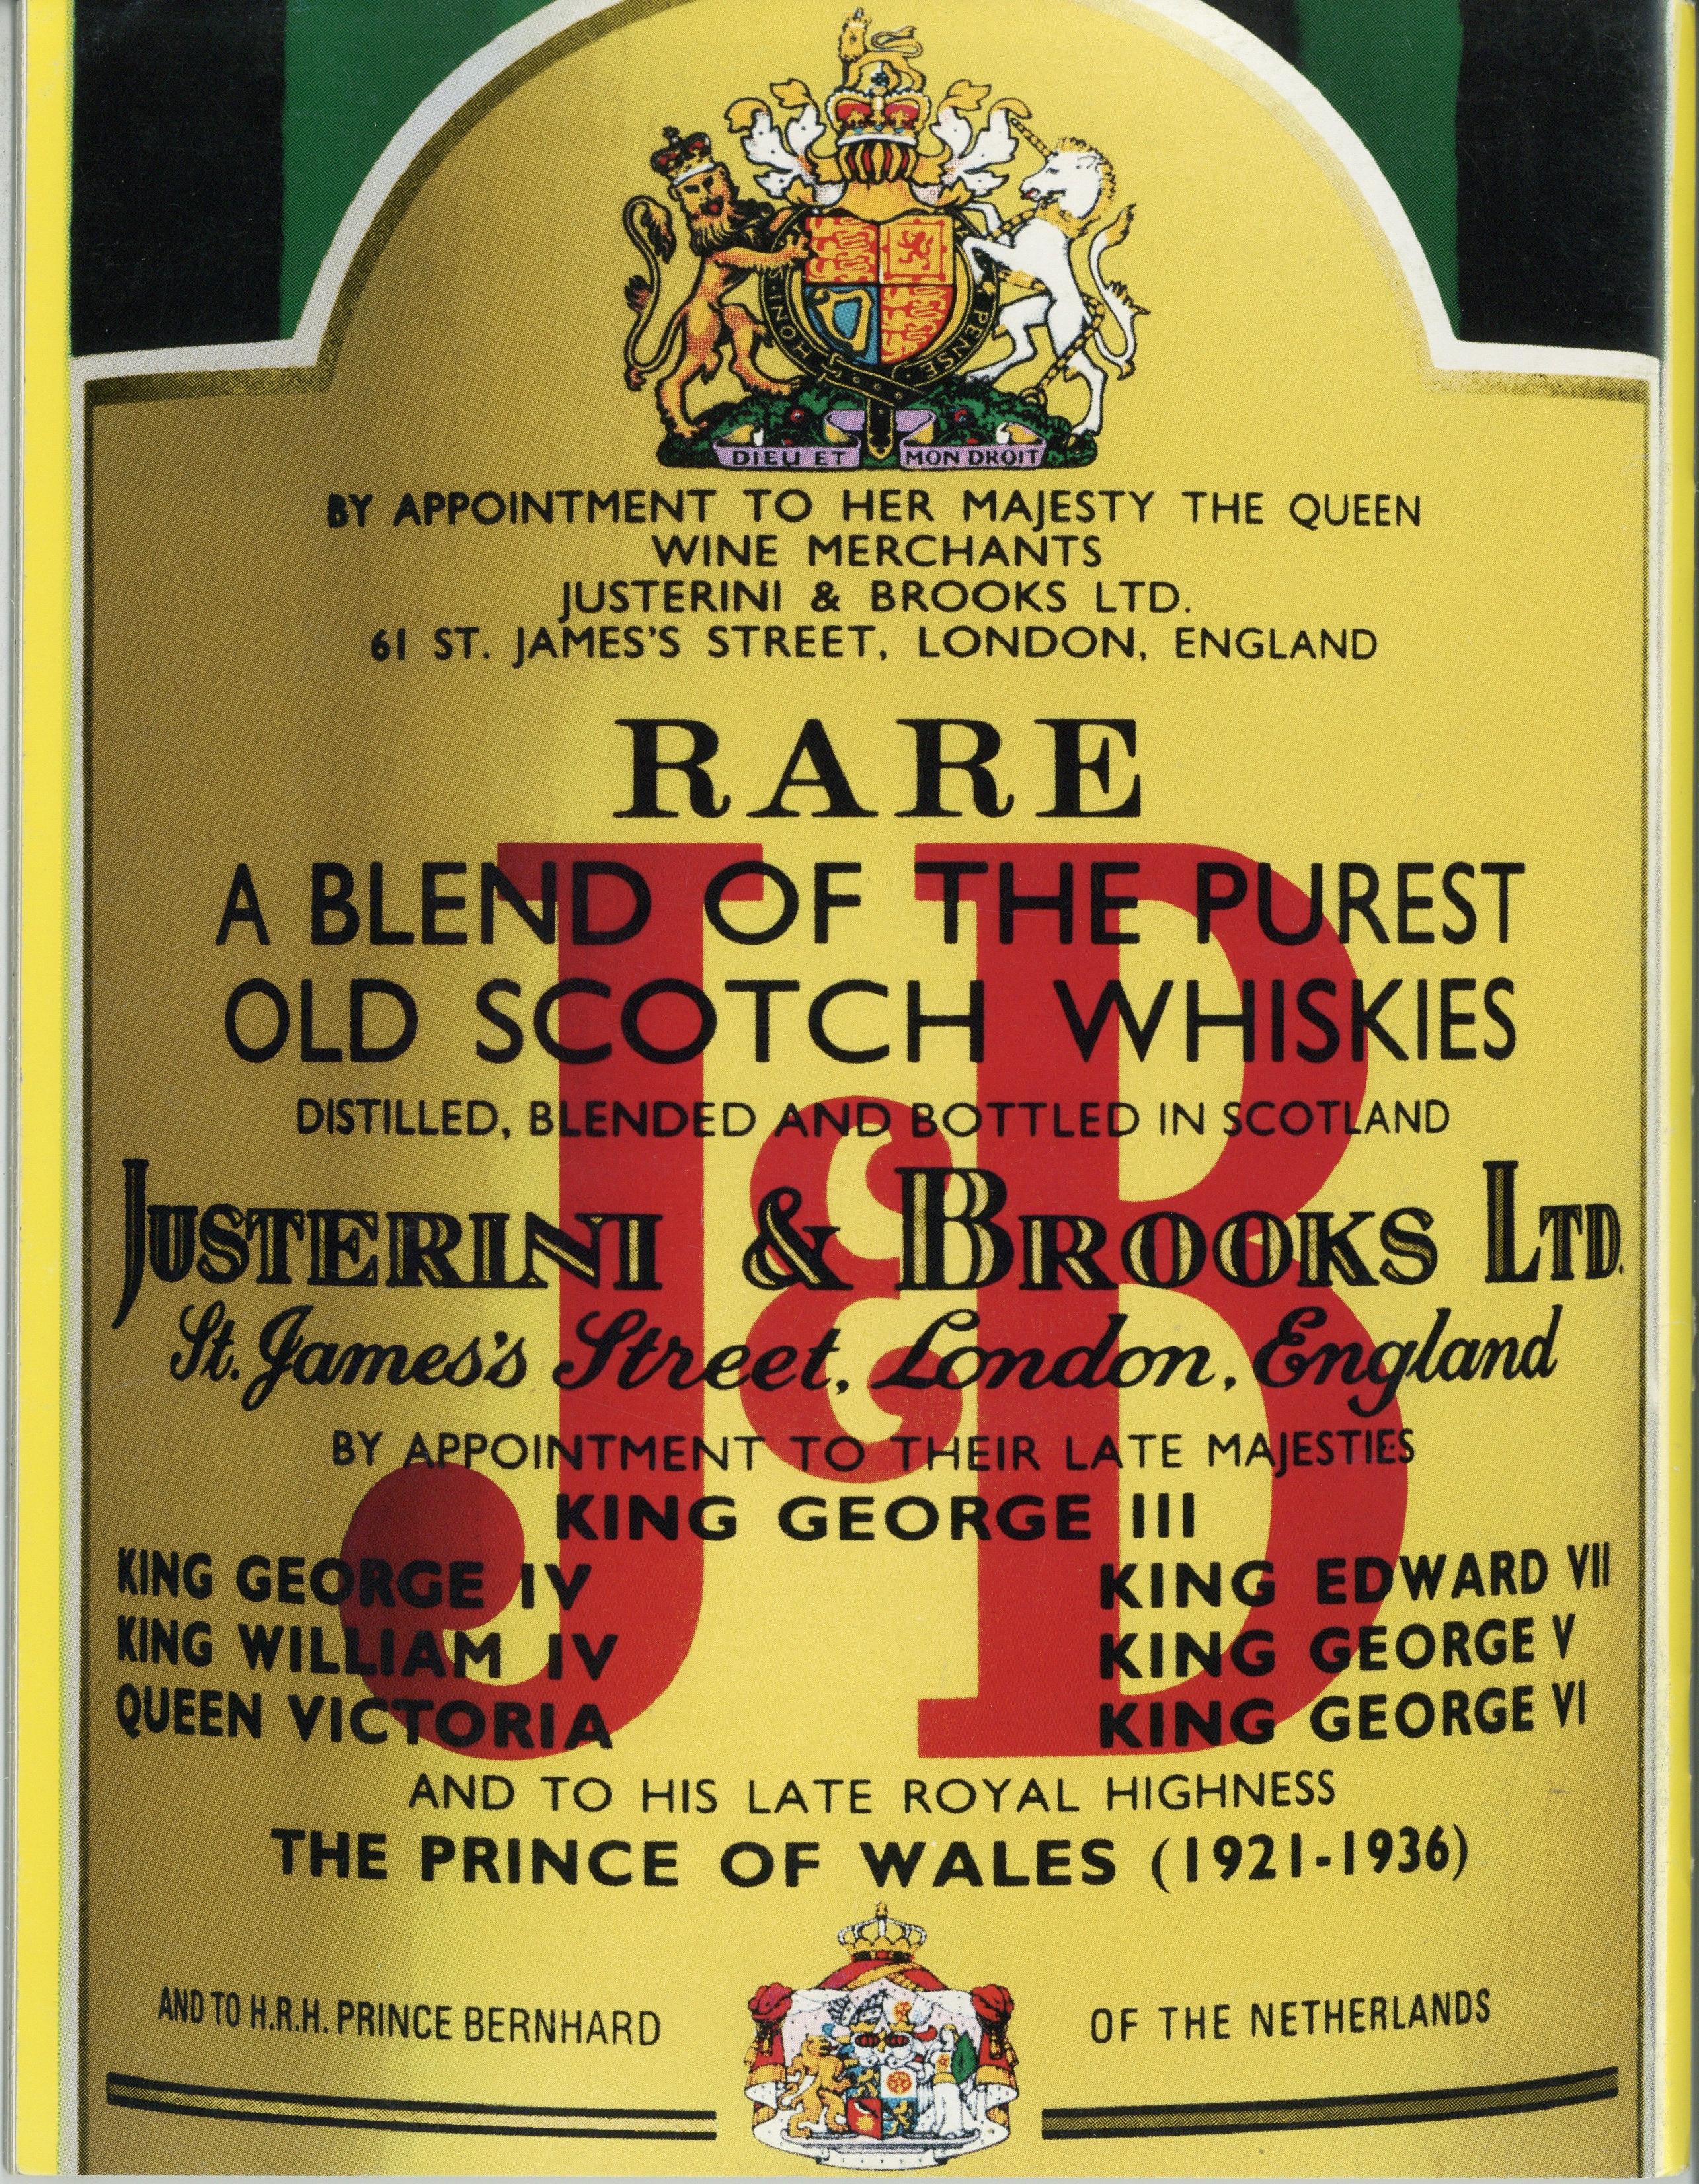 HONI
PENSE
DIEU ET MON DROIT
BY APPOINTMENT TO HER MAJESTY THE QUEEN
WINE MERCHANTS
JUSTERINI & BROOKS LTD.
61 ST. JAMES'S STREET, LONDON, ENGLAND
RARE
J&B
A BLEND OF THE PUREST
OLD SCOTCH WHISKIES
DISTILLED, BLENDED AND BOTTLED IN SCOTLAND
JUSTERINI & BROOKS LTD.
St. James's Street, London, England
BY APPOINTMENT TO THEIR LATE MAJESTIES
KING GEORGE III
KING GEORGE IV
KING WILLIAM IV
QUEEN VICTORIA
KING EDWARD VII
KING GEORGE V
KING GEORGE VI
AND TO HIS LATE ROYAL HIGHNESS
THE PRINCE OF WALES (1921-1936)
AND TO H.R.H. PRINCE BERNHARD OF THE NETHERLANDS